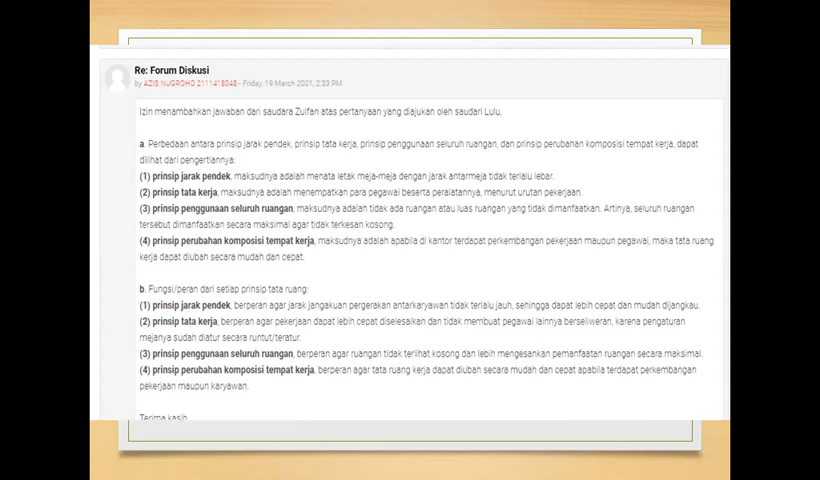 Re: Forum Diskusi
by AZIS NUGROHO 2111418048 - Friday, 19 March 2021, 2:33 PM
Izin menambahkan jawaban dari saudara Zulfan atas pertanyaan yang diajukan oleh saudari Lulu,
a. Perbedaan antara prinsip jarak pendek, prinsip tata kerja, prinsip penggunaan seluruh ruangan, dan prinsip perubahan komposisi tempat kerja, dapat
dilihat dari pengertiannya:
(1) prinsip jarak pendek, maksudnya adalah menata letak meja-meja dengan jarak antarmeja tidak terlalu lebar.
(2) prinsip tata kerja, maksudnya adalah menempatkan para pegawai beserta peralatannya, menurut urutan pekerjaan.
(3) prinsip penggunaan seluruh ruangan, maksudnya adalah tidak ada ruangan atau luas ruangan yang tidak dimanfaatkan. Artinya, seluruh ruangan
tersebut dimanfaatkan secara maksimal agar tidak terkesan kosong.
(4) prinsip perubahan komposisi tempat kerja, maksudnya adalah apabila di kantor terdapat perkembangan pekerjaan maupun pegawai, maka tata ruang
kerja dapat diubah secara mudah dan cepat.
b. Fungsi/peran dari setiap prinsip tata ruang:
(1) prinsip jarak pendek, berperan agar jarak jangakuan pergerakan antarkaryawan tidak terlalu jauh, sehingga dapat lebih cepat dan mudah dijangkau.
(2) prinsip tata kerja, berperan agar pekerjaan dapat lebih cepat diselesaikan dan tidak membuat pegawai lainnya berseliweran, karena pengaturan
mejanya sudah diatur secara runtut/teratur.
(3) prinsip penggunaan seluruh ruangan, berperan agar ruangan tidak terlihat kosong dan lebih mengesankan pemanfaatan ruangan secara maksimal.
(4) prinsip perubahan komposisi tempat kerja, berperan agar tata ruang kerja dapat diubah secara mudah dan cepat apabila terdapat perkembangan
pekerjaan maupun karyawan.
Terima kasih